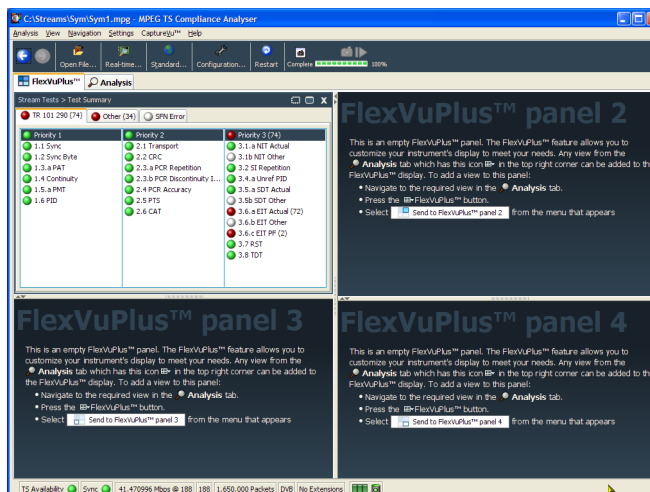 C:\Streams\Sym\Sym1.mpg - MPEG TS Compliance Analyser
Analysis View Navigation Settings CaptureVu™ Help
Open File... Real-time... Standard... Configuration... Restart Complete 100%
FlexVuPlus™ Analysis
Stream Tests > Test Summary
TR 101 290 (74) Other (34) SFN Error
Priority 1
1.1 Sync
1.2 Sync Byte
1.3.a PAT
1.4 Continuity
1.5.a PMT
1.6 PID
Priority 2
2.1 Transport
2.2 CRC
2.3.a PCR Repetition
2.3.b PCR Discontinuity I...
2.4 PCR Accuracy
2.5 PTS
2.6 CAT
Priority 3 (74)
3.1.a NIT Actual
3.1b NIT Other
3.2 SI Repetition
3.4.a Unref PID
3.5.a SDT Actual
3.5b SDT Other
3.6.a EIT Actual (72)
3.6.b EIT Other
3.6.c EIT PF (2)
3.7 RST
3.8 TDT
FlexVuPlus™ panel 2
This is an empty FlexVuPlus™ panel. The FlexVuPlus™ feature allows you to
customize your instrument's display to meet your needs. Any view from the
Analysis tab which has this icon in the top right corner can be added to the
FlexVuPlus™ display. To add a view to this panel:
• Navigate to the required view in the Analysis tab.
• Press the FlexVuPlus™ button.
• Select Send to FlexVuPlus™ panel 2 from the menu that appears
FlexVuPlus™ panel 3
This is an empty FlexVuPlus™ panel. The FlexVuPlus™ feature allows you to
customize your instrument's display to meet your needs. Any view from the
Analysis tab which has this icon in the top right corner can be added to
the FlexVuPlus™ display. To add a view to this panel:
• Navigate to the required view in the Analysis tab.
• Press the FlexVuPlus™ button.
• Select Send to FlexVuPlus™ panel 3 from the menu that appears
FlexVuPlus™ panel 4
This is an empty FlexVuPlus™ panel. The FlexVuPlus™ feature allows you to
customize your instrument's display to meet your needs. Any view from the
Analysis tab which has this icon in the top right corner can be added to the
FlexVuPlus™ display. To add a view to this panel:
• Navigate to the required view in the Analysis tab.
• Press the FlexVuPlus™ button.
• Select Send to FlexVuPlus™ panel 4 from the menu that appears
TS Availability Sync 41.470996 Mbps @ 188 188 1,650,000 Packets DVB No Extensions